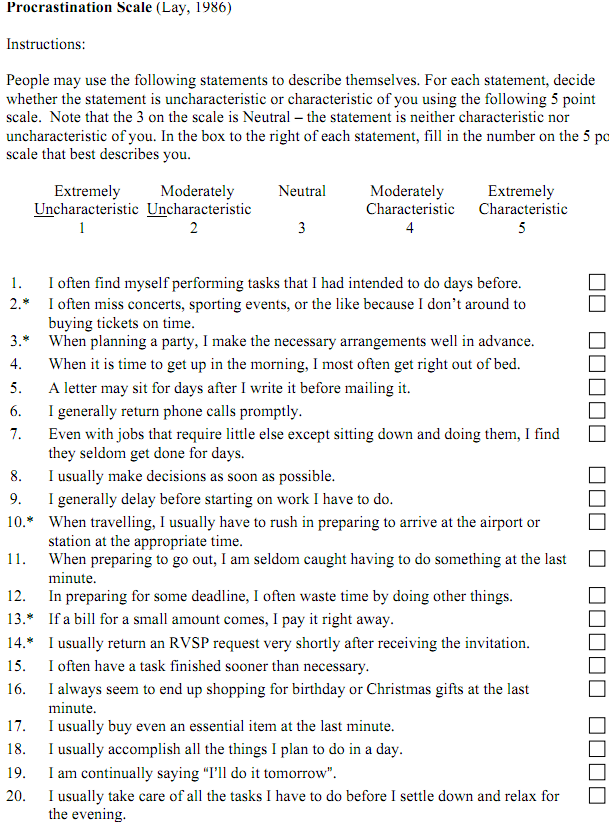 Procrastination Scale (Lay, 1986)
Instructions:
People may use the following statements to describe themselves. For each statement, decide
whether the statement is uncharacteristic or characteristic of you using the following 5 point
scale. Note that the 3 on the scale is Neutral – the statement is neither characteristic nor
uncharacteristic of you. In the box to the right of each statement, fill in the number on the 5 po
scale that best describes you.
Extremely Moderately Neutral Moderately Extremely
Uncharacteristic Uncharacteristic Characteristic Characteristic
1 2 3 4 5
1. I often find myself performing tasks that I had intended to do days before.
2.* I often miss concerts, sporting events, or the like because I don’t around to
buying tickets on time.
3.* When planning a party, I make the necessary arrangements well in advance.
4. When it is time to get up in the morning, I most often get right out of bed.
5. A letter may sit for days after I write it before mailing it.
6. I generally return phone calls promptly.
7. Even with jobs that require little else except sitting down and doing them, I find
they seldom get done for days.
8. I usually make decisions as soon as possible.
9. I generally delay before starting on work I have to do.
10.* When travelling, I usually have to rush in preparing to arrive at the airport or
station at the appropriate time.
11. When preparing to go out, I am seldom caught having to do something at the last
minute.
12. In preparing for some deadline, I often waste time by doing other things.
13.* If a bill for a small amount comes, I pay it right away.
14.* I usually return an RVSP request very shortly after receiving the invitation.
15. I often have a task finished sooner than necessary.
16. I always seem to end up shopping for birthday or Christmas gifts at the last
minute.
17. I usually buy even an essential item at the last minute.
18. I usually accomplish all the things I plan to do in a day.
19. I am continually saying “I’ll do it tomorrow”.
20. I usually take care of all the tasks I have to do before I settle down and relax for
the evening.